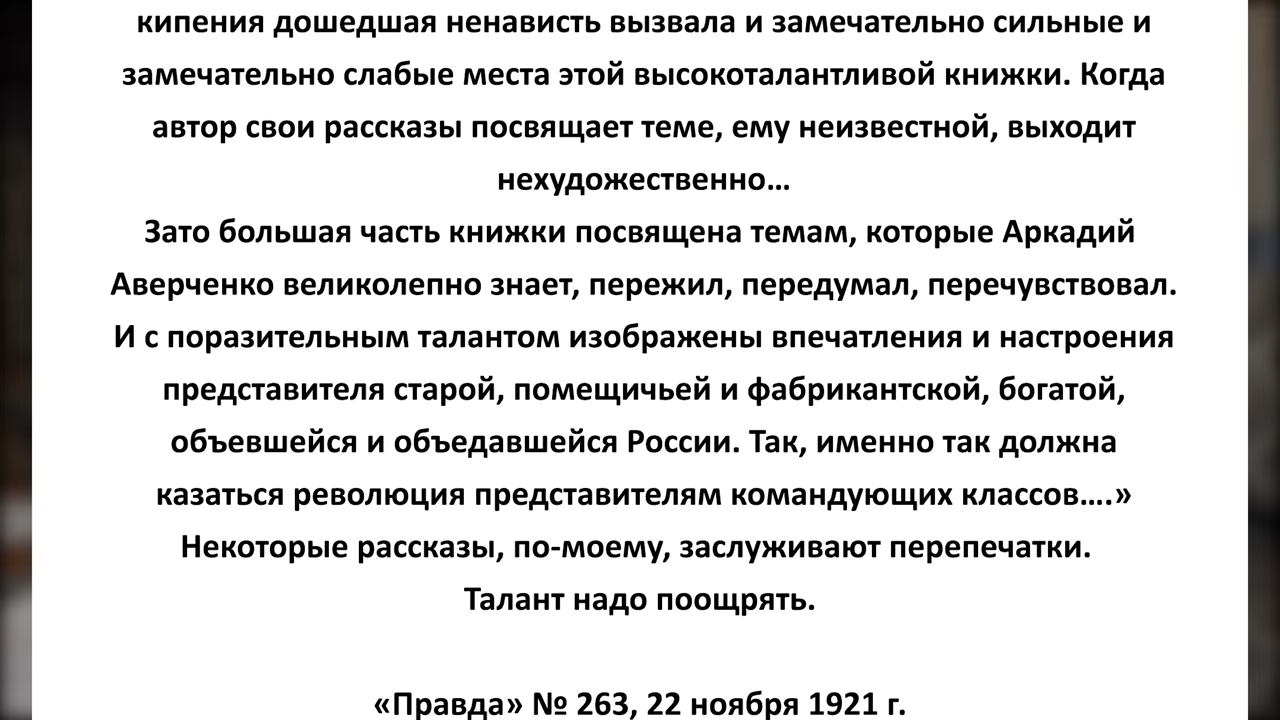 кипения дошедшая ненависть вызвала и замечательно сильные и
замечательно слабые места этой высокоталантливой книжки. Когда
автор свои рассказы посвящает теме, ему неизвестной, выходит
нехудожественно…
Зато большая часть книжки посвящена темам, которые Аркадий
Аверченко великолепно знает, пережил, передумал, перечувствовал.
И с поразительным талантом изображены впечатления и настроения
представителя старой, помещичьей и фабрикантской, богатой,
объевшейся и объедавшейся России. Так, именно так должна
казаться революция представителям командующих классов….»
Некоторые рассказы, по-моему, заслуживают перепечатки.
Талант надо поощрять.
«Правда» № 263, 22 ноября 1921 г.